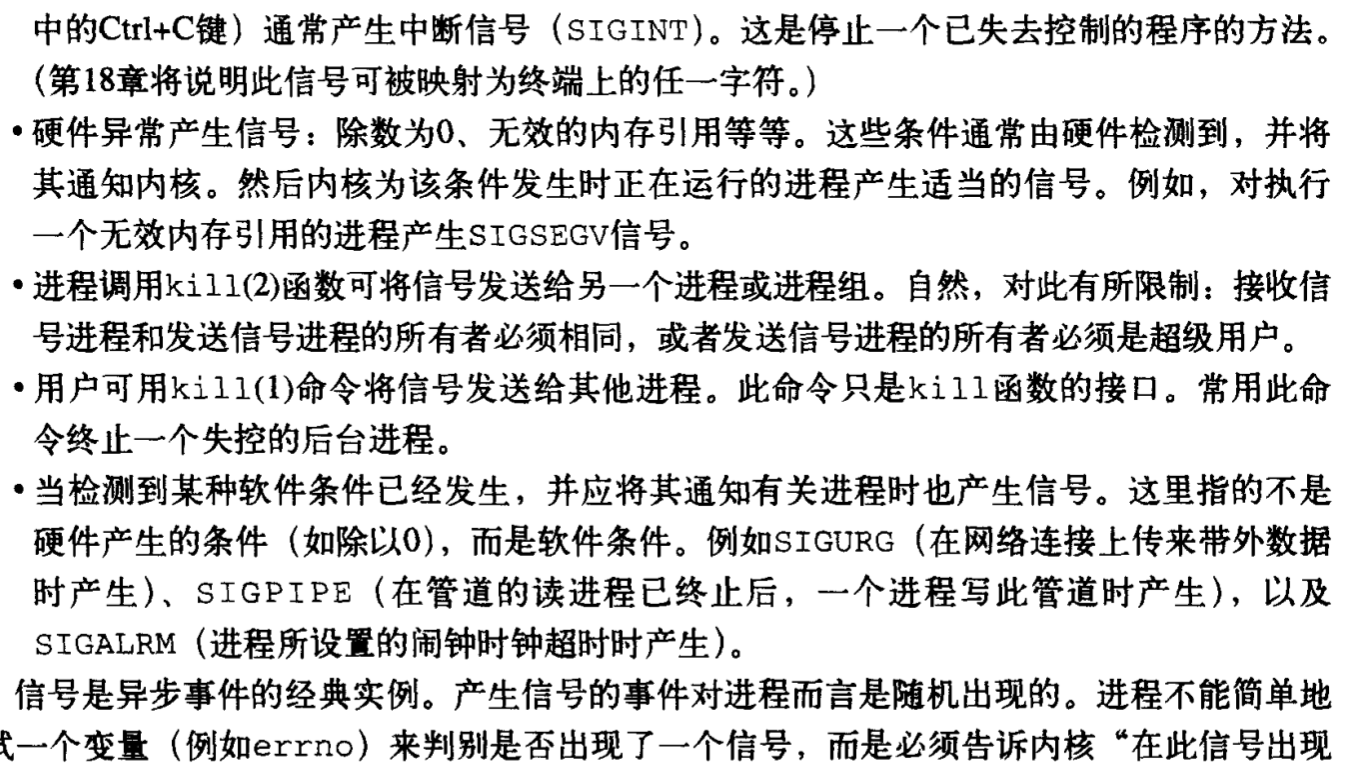 中的Ctrl+C键）通常产生中断信号（SIGINT）。这是停止一个已失去控制的程序的方法。
（第18章将说明此信号可被映射为终端上的任一字符。）
• 硬件异常产生信号：除数为0、无效的内存引用等等。这些条件通常由硬件检测到，并将
其通知内核。然后内核为该条件发生时正在运行的进程产生适当的信号。例如，对执行
一个无效内存引用的进程产生SIGSEGV信号。
• 进程调用kill(2)函数可将信号发送给另一个进程或进程组。自然，对此有所限制：接收信
号进程和发送信号进程的所有者必须相同，或者发送信号进程的所有者必须是超级用户。
• 用户可用kill(1)命令将信号发送给其他进程。此命令只是kill函数的接口。常用此命
令终止一个失控的后台进程。
• 当检测到某种软件条件已经发生，并应将其通知有关进程时也产生信号。这里指的不是
硬件产生的条件（如除以0），而是软件条件。例如SIGURG（在网络连接上传来带外数据
时产生）、SIGPIPE（在管道的读进程已终止后，一个进程写此管道时产生），以及
SIGALRM（进程所设置的闹钟时钟超时时产生）。
信号是异步事件的经典实例。产生信号的事件对进程而言是随机出现的。进程不能简单地
一个变量（例如errno）来判别是否出现了一个信号，而是必须告诉内核“在此信号出现